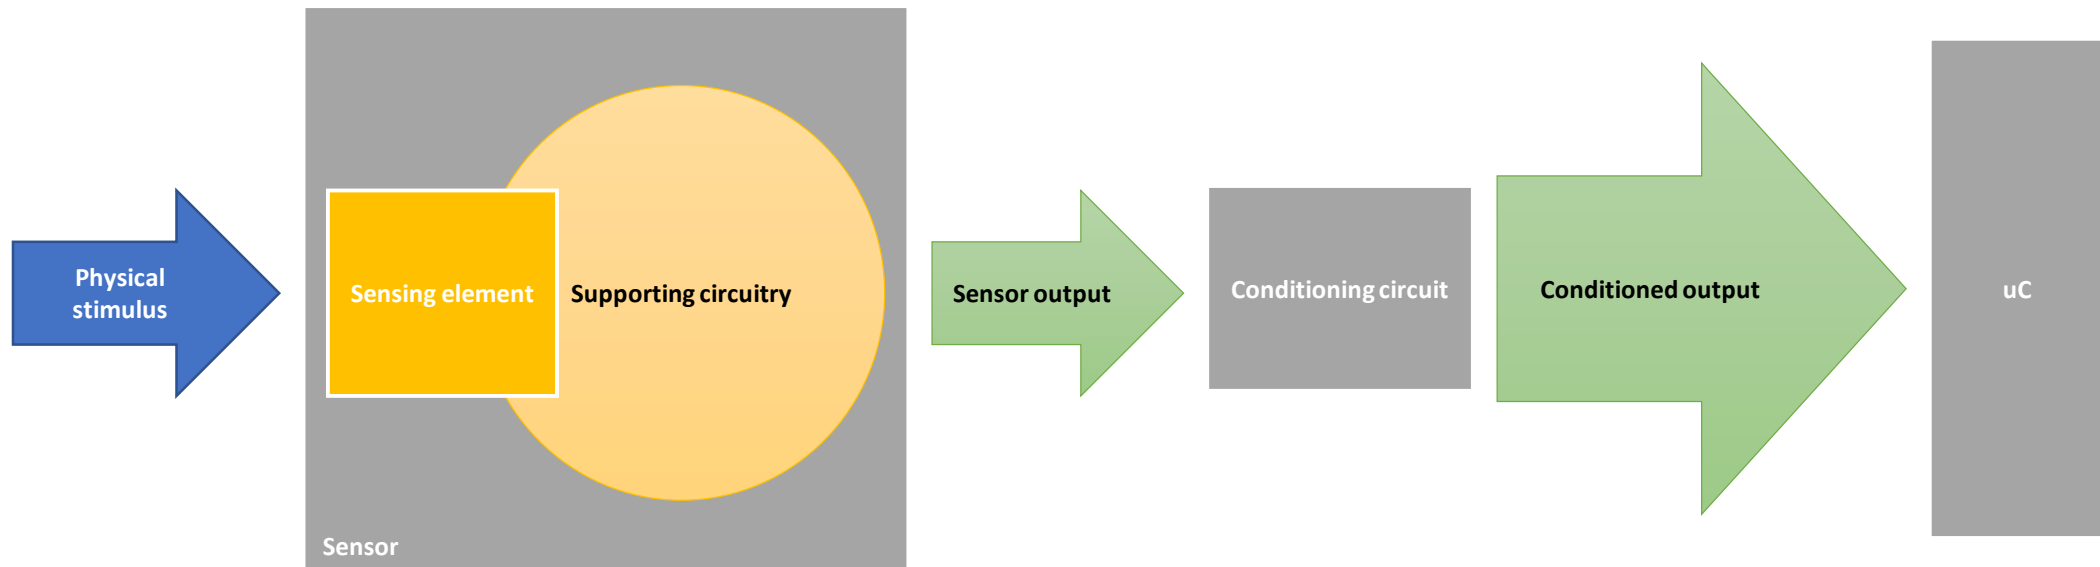 Physical
stimulus
Sensing element
Supporting circuitry
Sensor
Sensor output
Conditioning circuit
Conditioned output
uC